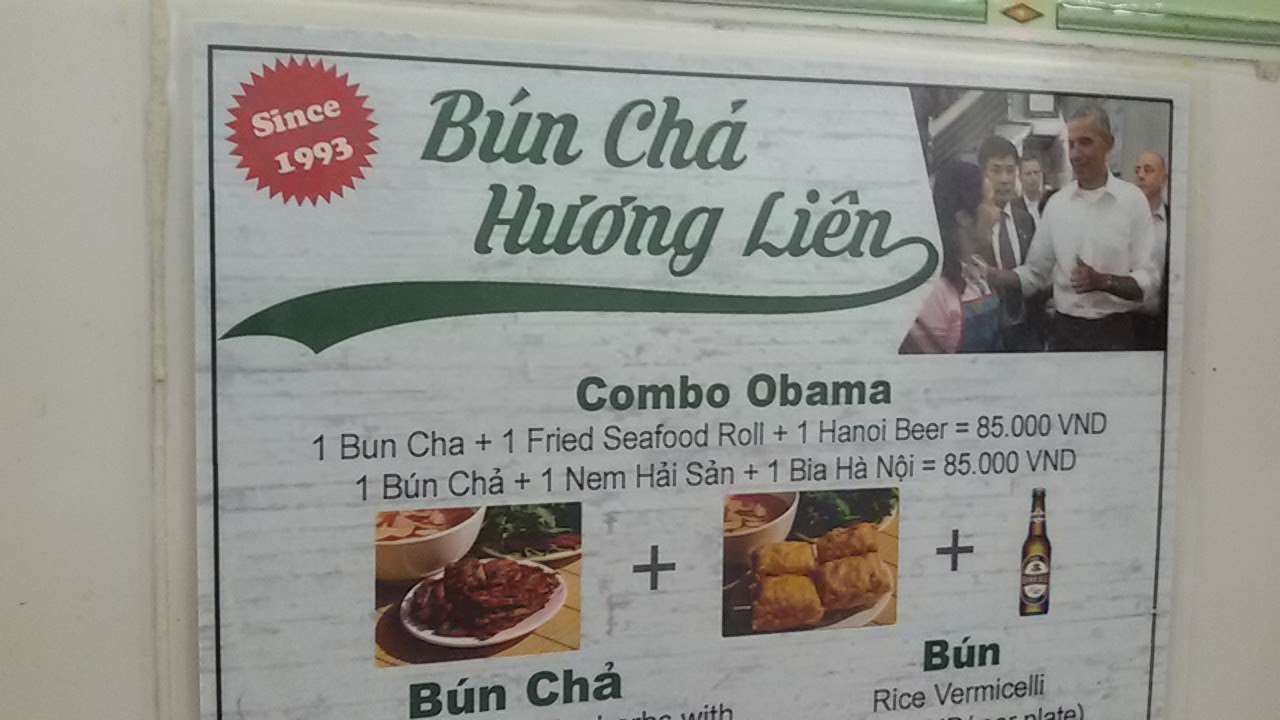 Since
1993
Bún Chả
Hương Liên
Combo Obama
1 Bun Cha + 1 Fried Seafood Roll + 1 Hanoi Beer = 85.000 VND
1 Bún Chả + 1 Nem Hải Sản + 1 Bia Hà Nội = 85.000 VND
+
+
Bún Chả
Bún
with
Rice Vermicelli
plate)